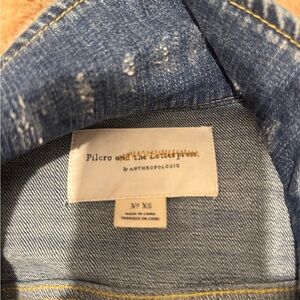 Pilcro and the Letterpress
by ANTHROPOLOGIE
Nº XS
MADE IN CHINA
FABRIQUÉ EN CHINE